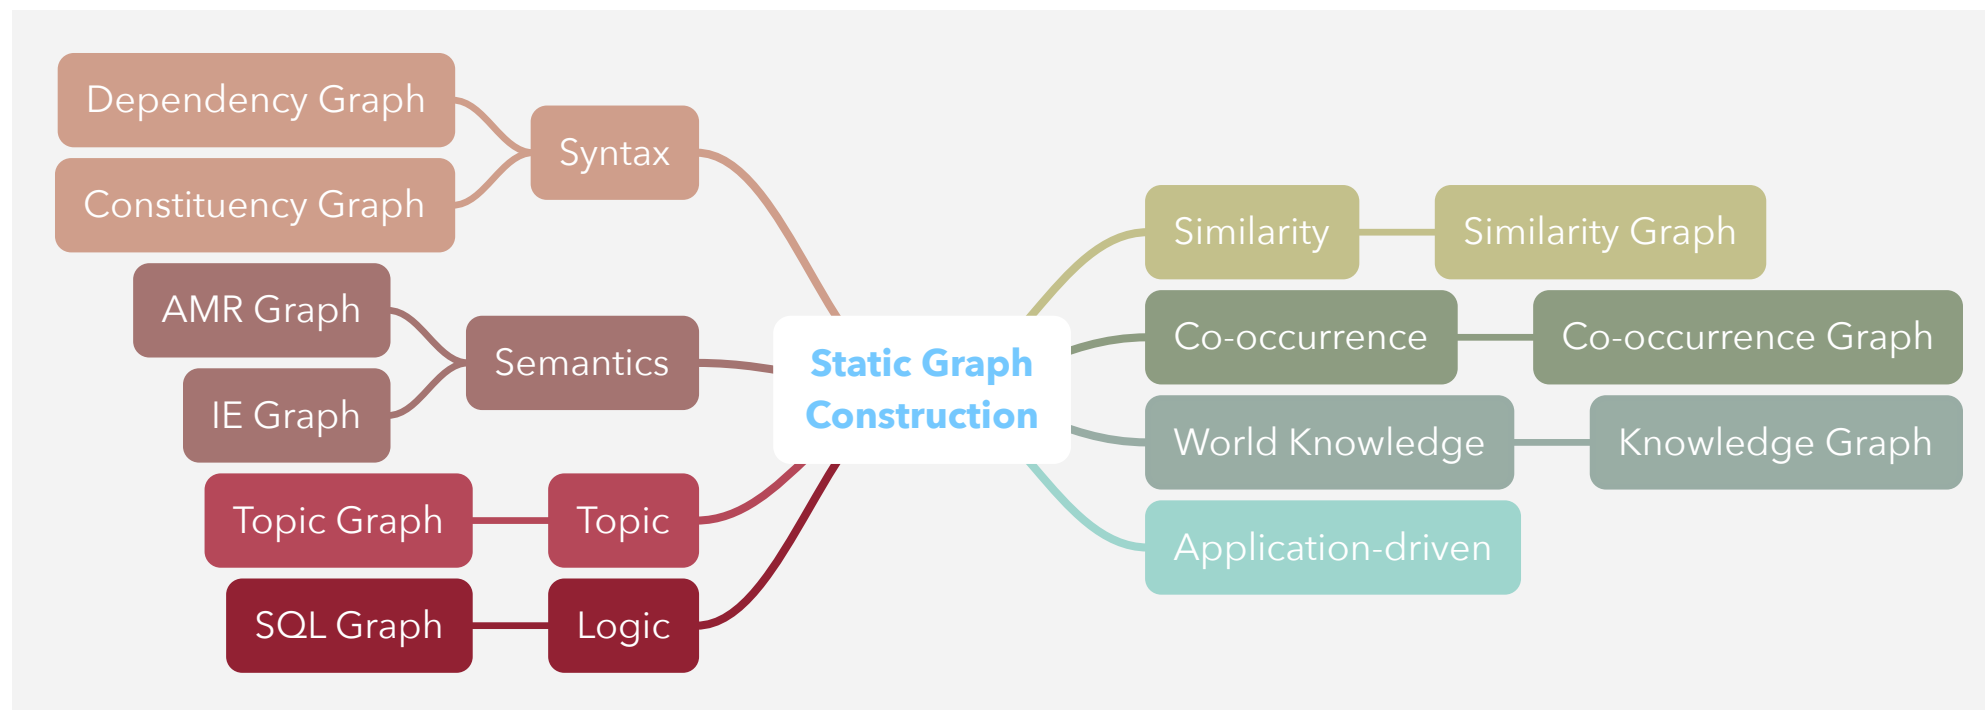 Dependency Graph
Constituency Graph
Syntax
AMR Graph
IE Graph
Semantics
Topic Graph
Topic
SQL Graph
Logic
Static Graph
Construction
Similarity
Similarity Graph
Co-occurrence
Co-occurrence Graph
World Knowledge
Knowledge Graph
Application-driven